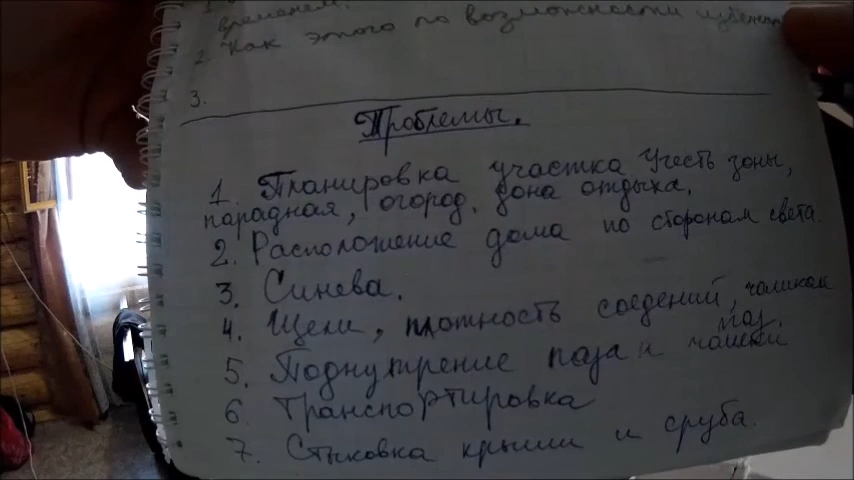 1.
временем.
2. Как этого по возможности избежать
3.
Проблемы.
1. Планировка участка Учесть зоны,
парадная, огород, зона отдыха.
2. Расположение дома по сторонам света.
3. Синева.
4. Щели, плотность соедений,
паз.
5. Поднутрение паза и чашки
6. Транспортировка
7. Стыковка крыши и сруба.